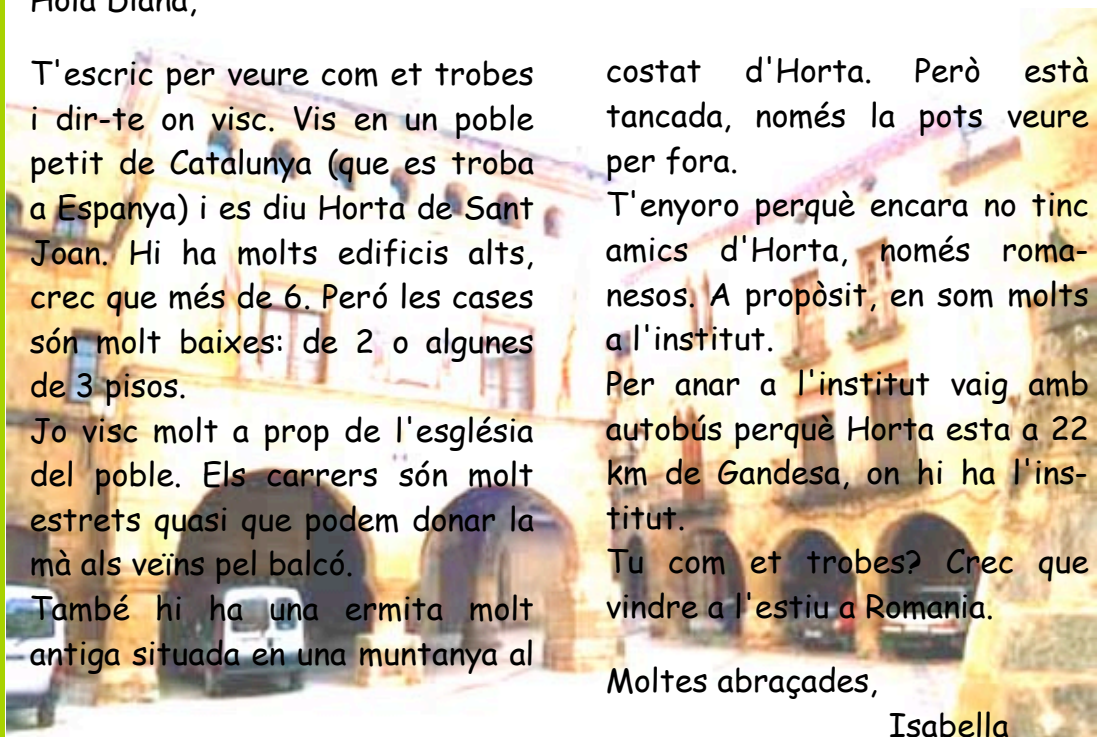 Hola Diana,
T'escric per veure com et trobes
i dir-te on visc. Vis en un poble
petit de Catalunya (que es troba
a Espanya) i es diu Horta de Sant
Joan. Hi ha molts edificis alts,
crec que més de 6. Peró les cases
són molt baixes: de 2 o algunes
de 3 pisos.
Jo visc molt a prop de l'església
del poble. Els carrers són molt
estrets quasi que podem donar la
mà als veïns pel balcó.
També hi ha una ermita molt
antiga situada en una muntanya al
costat d'Horta. Però està
tancada, només la pots veure
per fora.
T'enyoro perquè encara no tinc
amics d'Horta, només roma-
nesos. A propòsit, en som molts
a l'institut.
Per anar a l'institut vaig amb
autobús perquè Horta esta a 22
km de Gandesa, on hi ha l'ins-
titut.
Tu com et trobes? Crec que
vindre a l'estiu a Romania.
Moltes abraçades,
Isabella